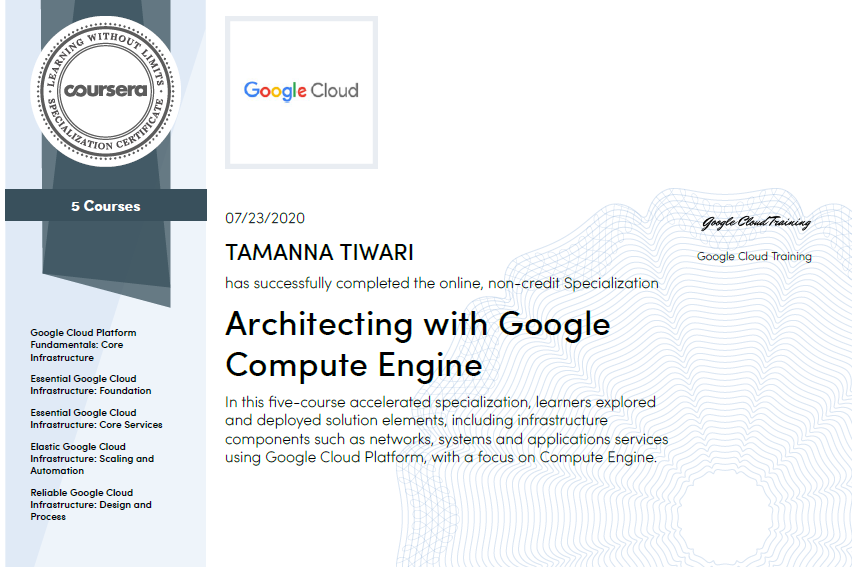 LEARNING WITHOUT LIMITS
coursera
SPECIALIZATION CERTIFICATE
5 Courses
Google Cloud Platform
Fundamentals: Core
Infrastructure
Essential Google Cloud
Infrastructure: Foundation
Essential Google Cloud
Infrastructure: Core Services
Elastic Google Cloud
Infrastructure: Scaling and
Automation
Reliable Google Cloud
Infrastructure: Design and
Process
Google Cloud
07/23/2020
TAMANNA TIWARI
has successfully completed the online, non-credit Specialization
Architecting with Google
Compute Engine
In this five-course accelerated specialization, learners explored
and deployed solution elements, including infrastructure
components such as networks, systems and applications services
using Google Cloud Platform, with a focus on Compute Engine.
Google Cloud Training
Google Cloud Training